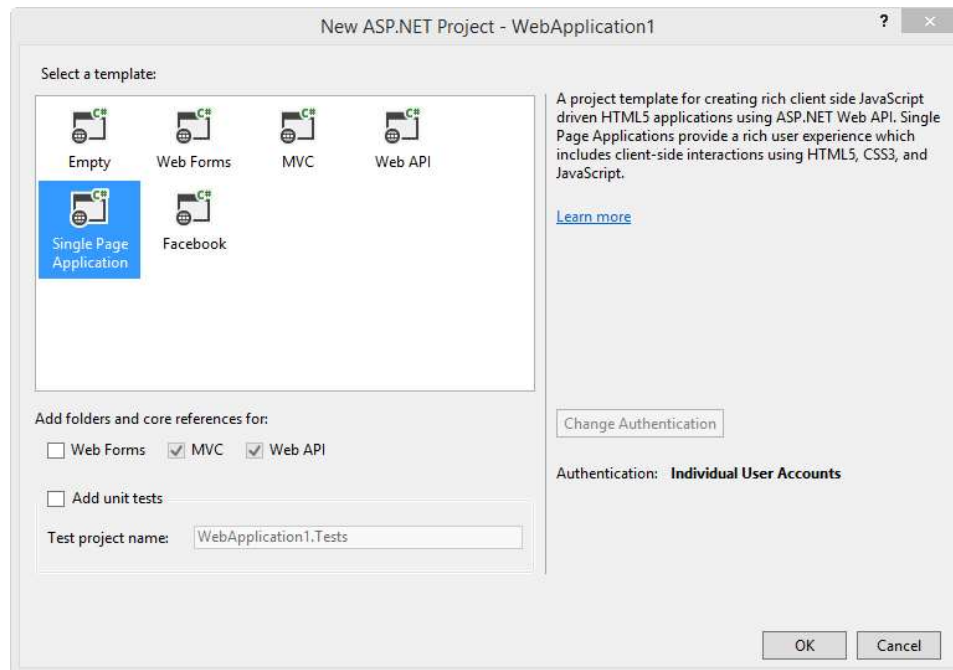 New ASP.NET Project - WebApplication1
?
Select a template:
C# C# C# C#
Empty Web Forms MVC Web API
C# C#
Single Page
Application
Facebook
A project template for creating rich client side JavaScript
driven HTML5 applications using ASP.NET Web API. Single
Page Applications provide a rich user experience which
includes client-side interactions using HTML5, CSS3, and
JavaScript.
Learn more
Add folders and core references for:
Web Forms MVC Web API
Add unit tests
Test project name: WebApplication1.Tests
Change Authentication
Authentication: Individual User Accounts
OK Cancel